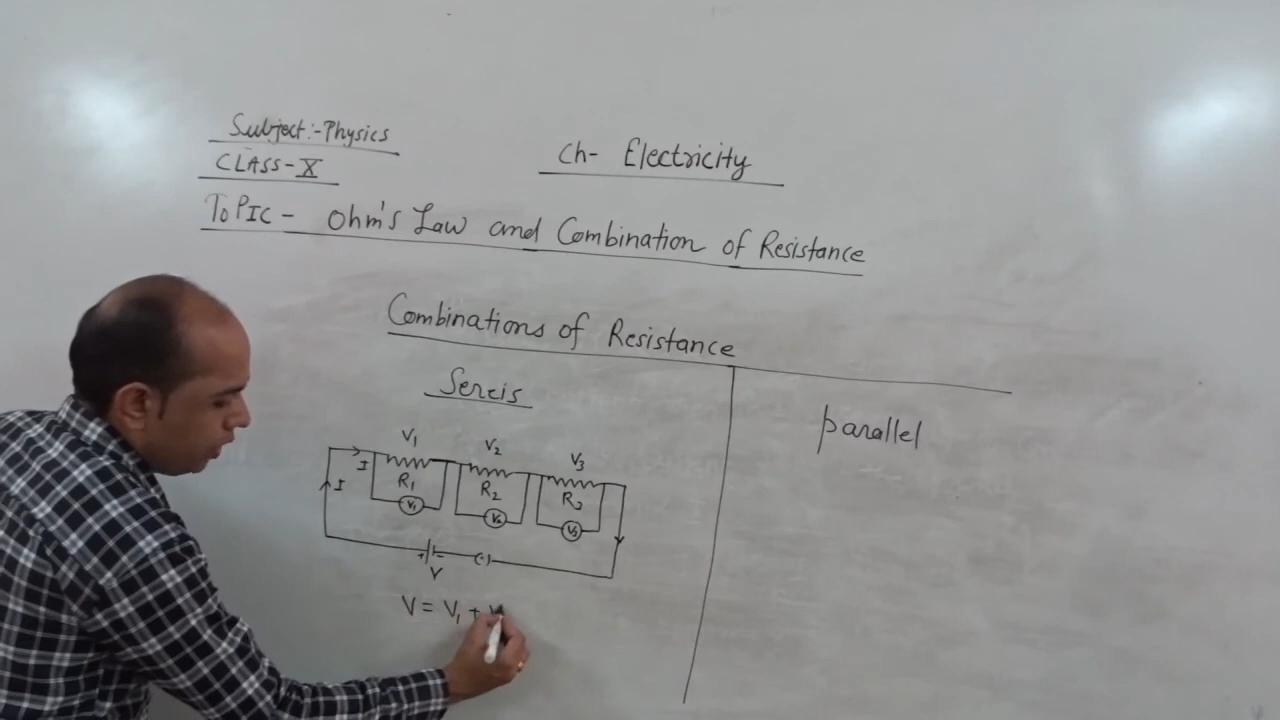 Subject:-Physics
CLASS-X
Ch- Electricity
TOPIC- Ohm's Law and Combination of Resistance
Combinations of Resistance
Sereis
parallel
V1 V2 V3
I
I
R1 R2 R3
V1 V2 V3
+ -
V
V = V1 + V